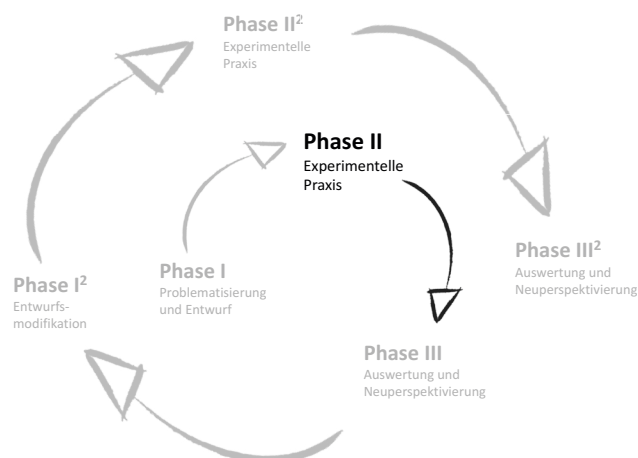 Phase II²
Experimentelle
Praxis
Phase II
Experimentelle
Praxis
Phase III²
Auswertung und
Neuperspektivierung
Phase I²
Entwurfs-
modifikation
Phase I
Problematisierung
und Entwurf
Phase III
Auswertung und
Neuperspektivierung